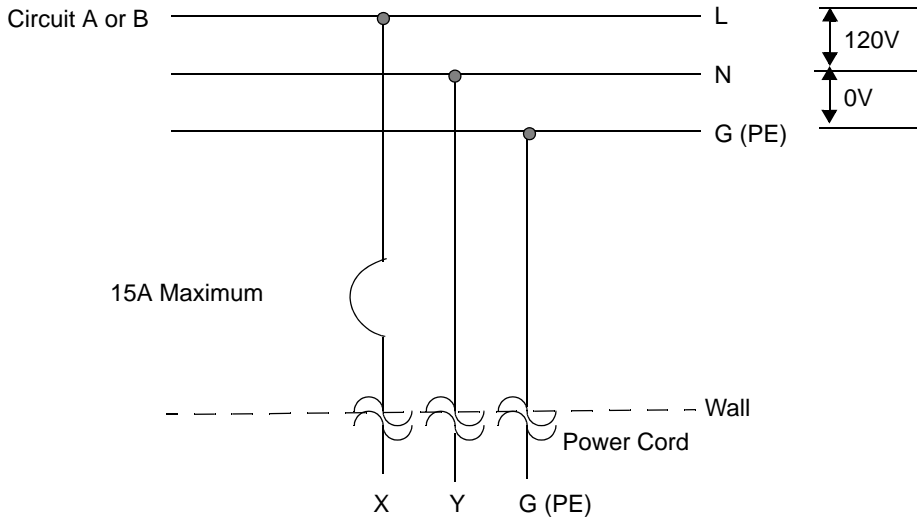 Circuit A or B
L
120V
N
0V
G (PE)
15A Maximum
Wall
Power Cord
X Y G (PE)